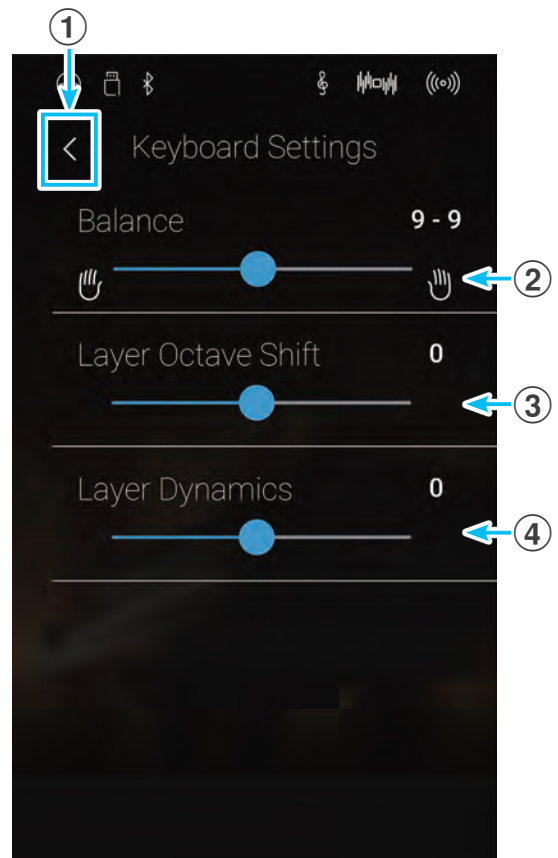 1
Keyboard Settings
Balance 9 - 9
2
Layer Octave Shift 0
3
Layer Dynamics 0
4